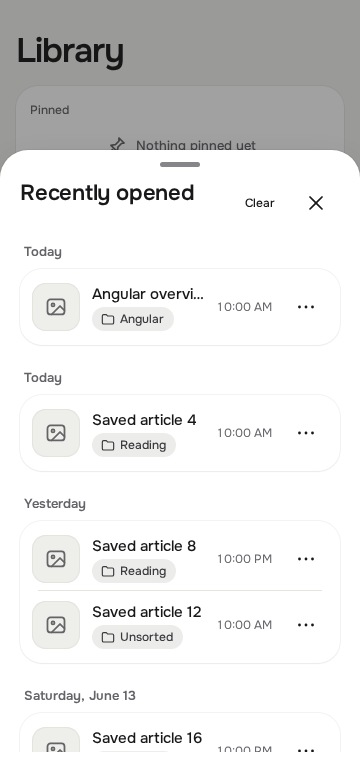 Library
Pinned
Nothing pinned yet
Recently opened
Clear
Today
Angular overvi...
10:00 AM
Angular
Today
Saved article 4
10:00 AM
Reading
Yesterday
Saved article 8
10:00 PM
Reading
Saved article 12
10:00 AM
Unsorted
Saturday, June 13
Saved article 16
10:00 PM